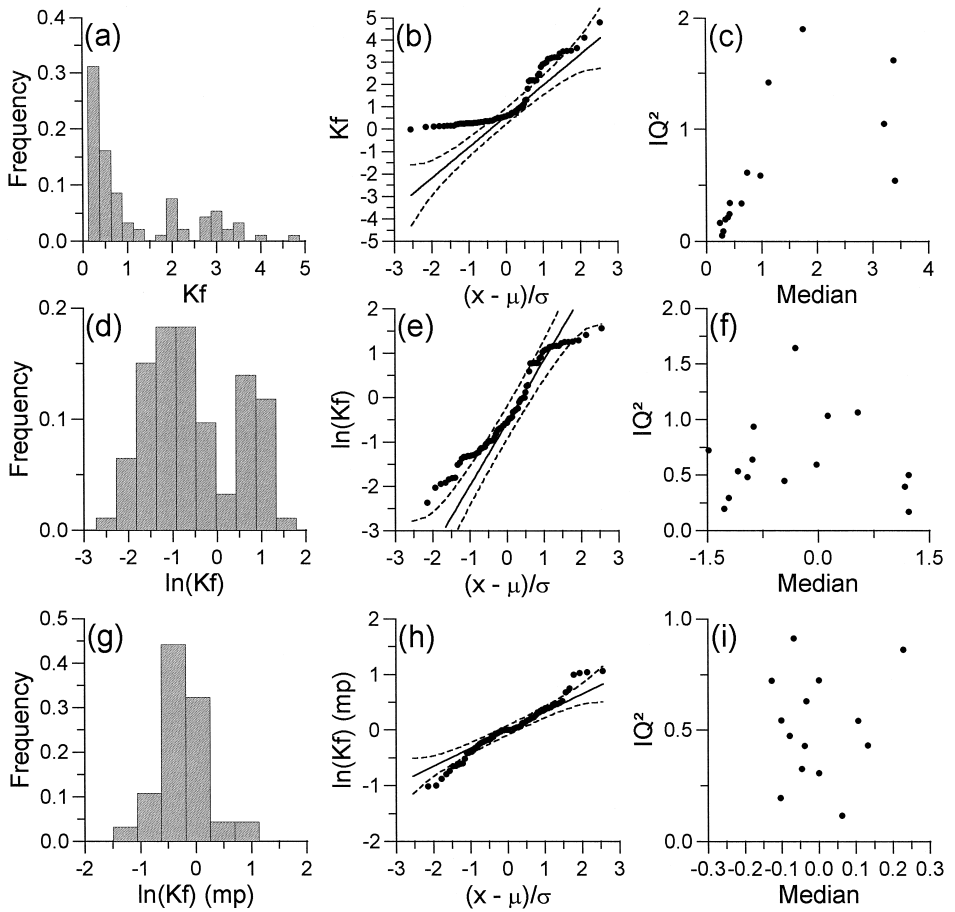 (a)
Frequency
0.4
0.3
0.2
0.1
0.0
0 1 2 3 4 5
Kf
(b)
Kf
5
4
3
2
1
0
-1
-2
-3
-4
5
-3 -2 -1 0 1 2 3
(x - μ)/σ
(c)
IQ²
2
1
0
0 1 2 3 4
Median
(d)
Frequency
0.2
0.1
0.0
-3 -2 -1 0 1 2
ln(Kf)
(e)
ln(Kf)
2
1
0
-1
-2
-3
-3 -2 -1 0 1 2 3
(x - μ)/σ
(f)
IQ²
2.0
1.5
1.0
0.5
0.0
-1.5 0.0 1.5
Median
(g)
Frequency
0.5
0.4
0.3
0.2
0.1
0.0
-2 -1 0 1 2
ln(Kf) (mp)
(h)
ln(Kf) (mp)
2
1
0
-1
-2
-3 -2 -1 0 1 2 3
(x - μ)/σ
(i)
IQ²
1.0
0.5
0.0
-0.3 -0.2 -0.1 0.0 0.1 0.2 0.3
Median